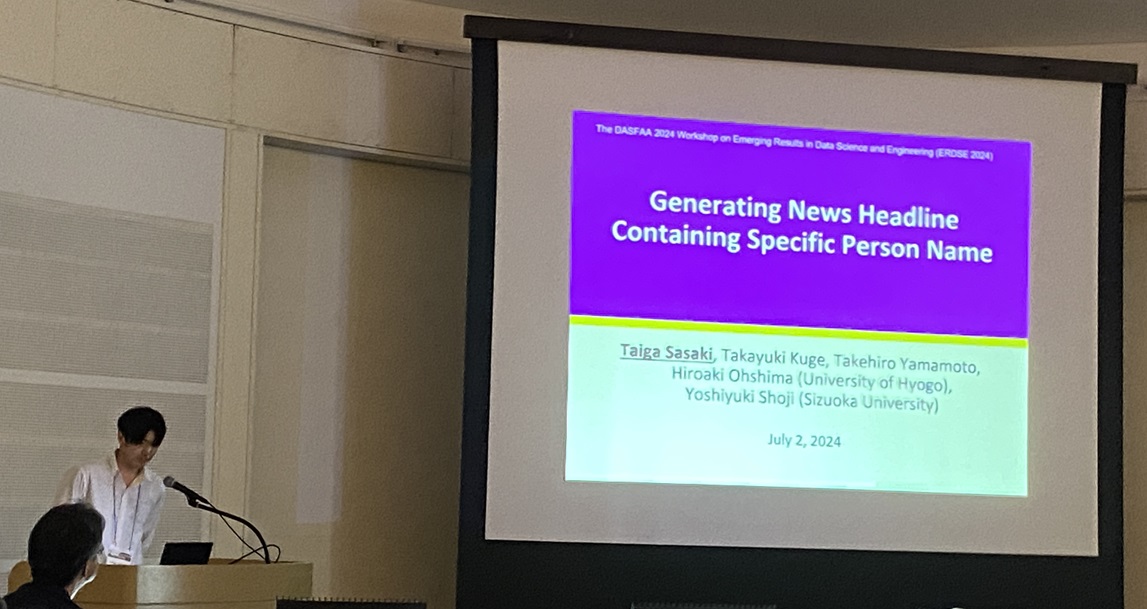 The DASFAA 2024 Workshop on Emerging Results in Data Science and Engineering (ERDSE 2024)
Generating News Headline
Containing Specific Person Name
Taiga Sasaki, Takayuki Kuge, Takehiro Yamamoto,
Hiroaki Ohshima (University of Hyogo),
Yoshiyuki Shoji (Sizuoka University)
July 2, 2024